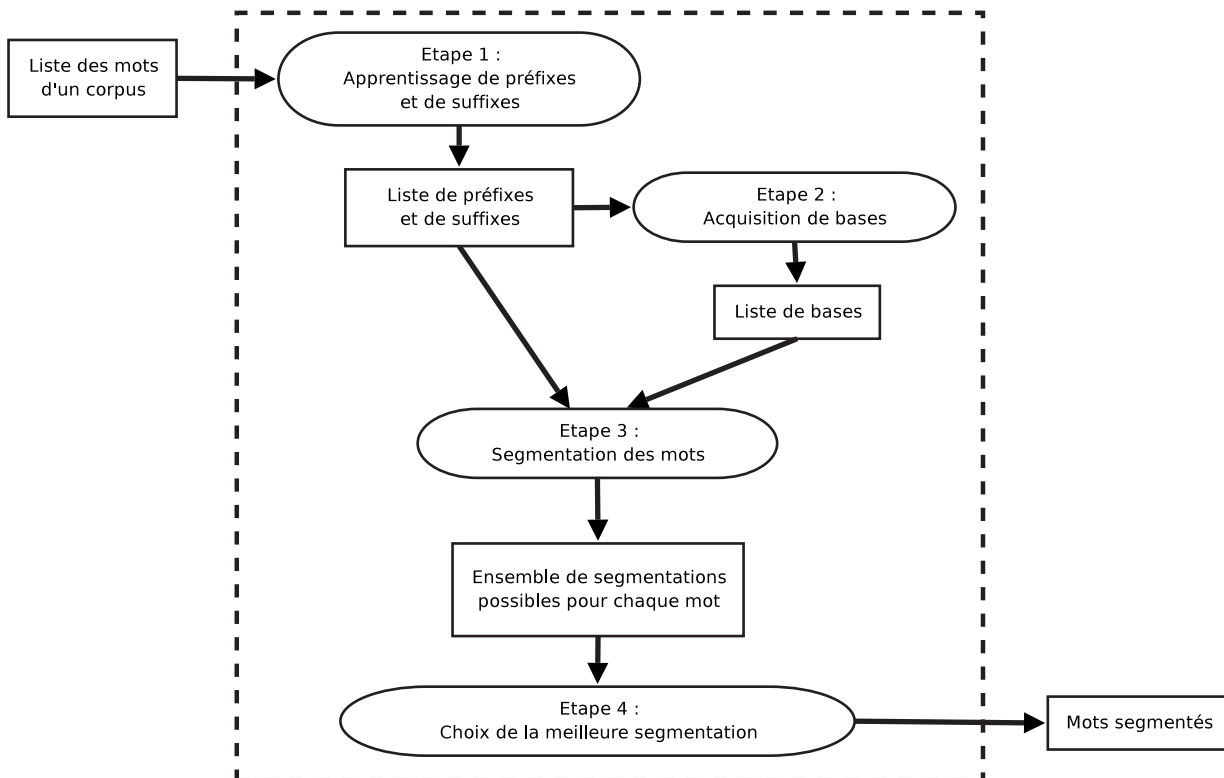 Liste des mots
d'un corpus
Etape 1 :
Apprentissage de préfixes
et de suffixes
Liste de préfixes
et de suffixes
Etape 2 :
Acquisition de bases
Liste de bases
Etape 3 :
Segmentation des mots
Ensemble de segmentations
possibles pour chaque mot
Etape 4 :
Choix de la meilleure segmentation
Mots segmentés